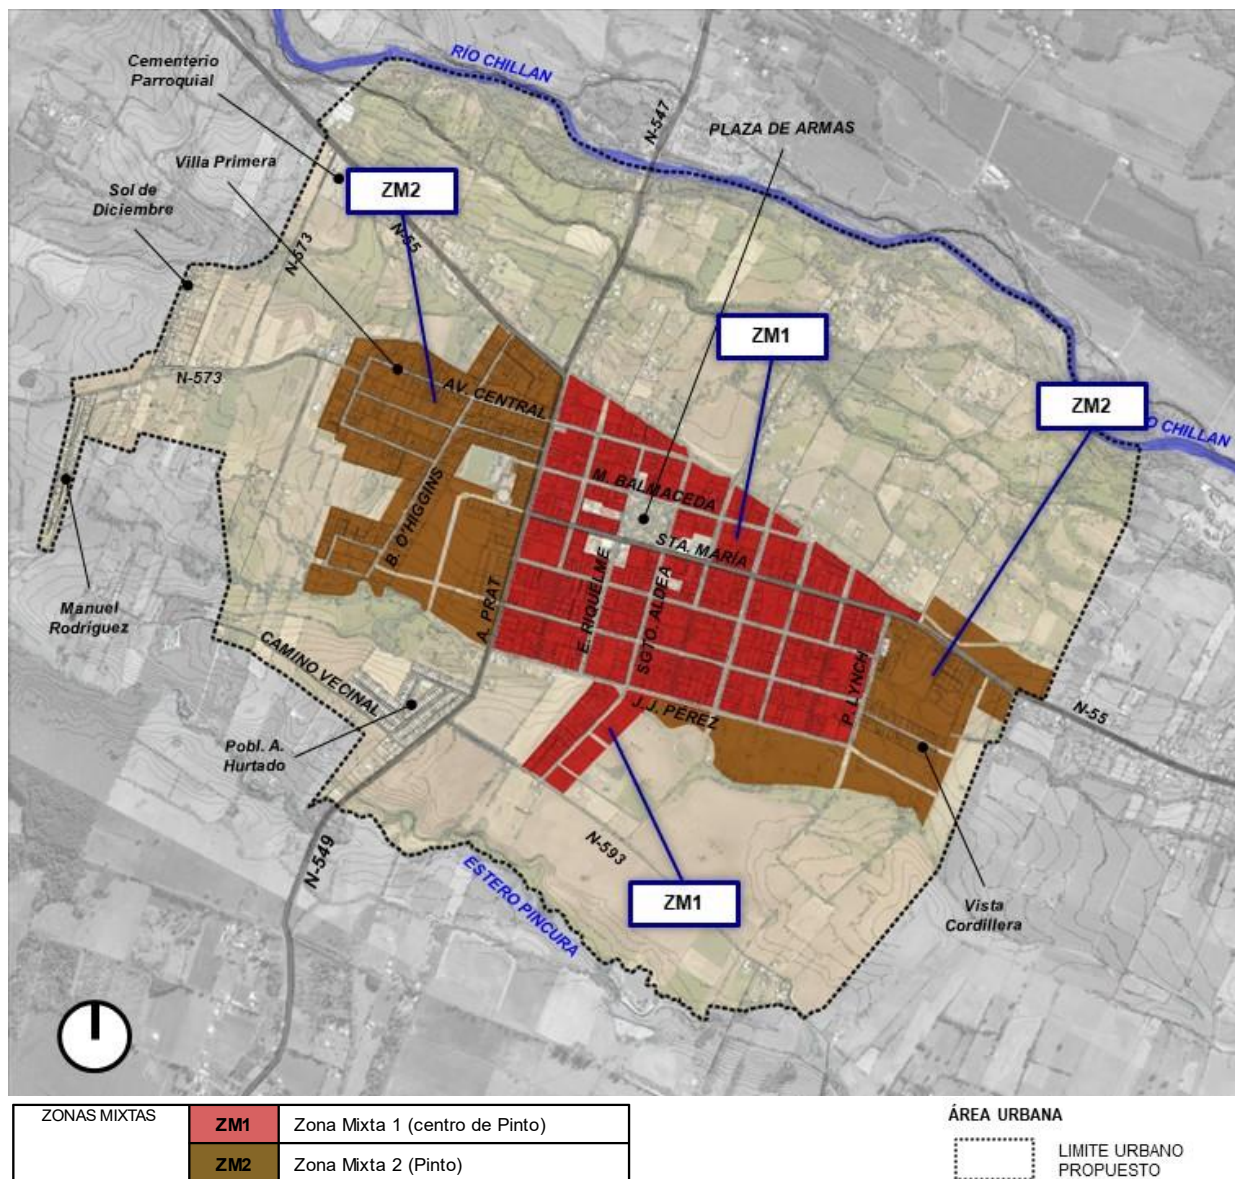 RÍO CHILLAN
Cementerio
Parroquial
N-547
PLAZA DE ARMAS
Villa Primera
ZM2
Sol de
Diciembre
N-55
N-573
ZM1
N-573
ZM2
O CHILLAN
AV. CENTRAL
M. BALMACEDA
B. O'HIGGINS
STA. MARÍA
E. RIQUELME
SGTO. ALDEA
A. PRAT
Manuel
Rodríguez
CAMINO VECINAL
P. LYNCH
J.J. PÉREZ
N-55
Pobl. A.
Hurtado
N-549
N-593
ESTERO PINCURA
ZM1
Vista
Cordillera
ZONAS MIXTAS
ZM1 Zona Mixta 1 (centro de Pinto)
ZM2 Zona Mixta 2 (Pinto)
ÁREA URBANA
LIMITE URBANO
PROPUESTO